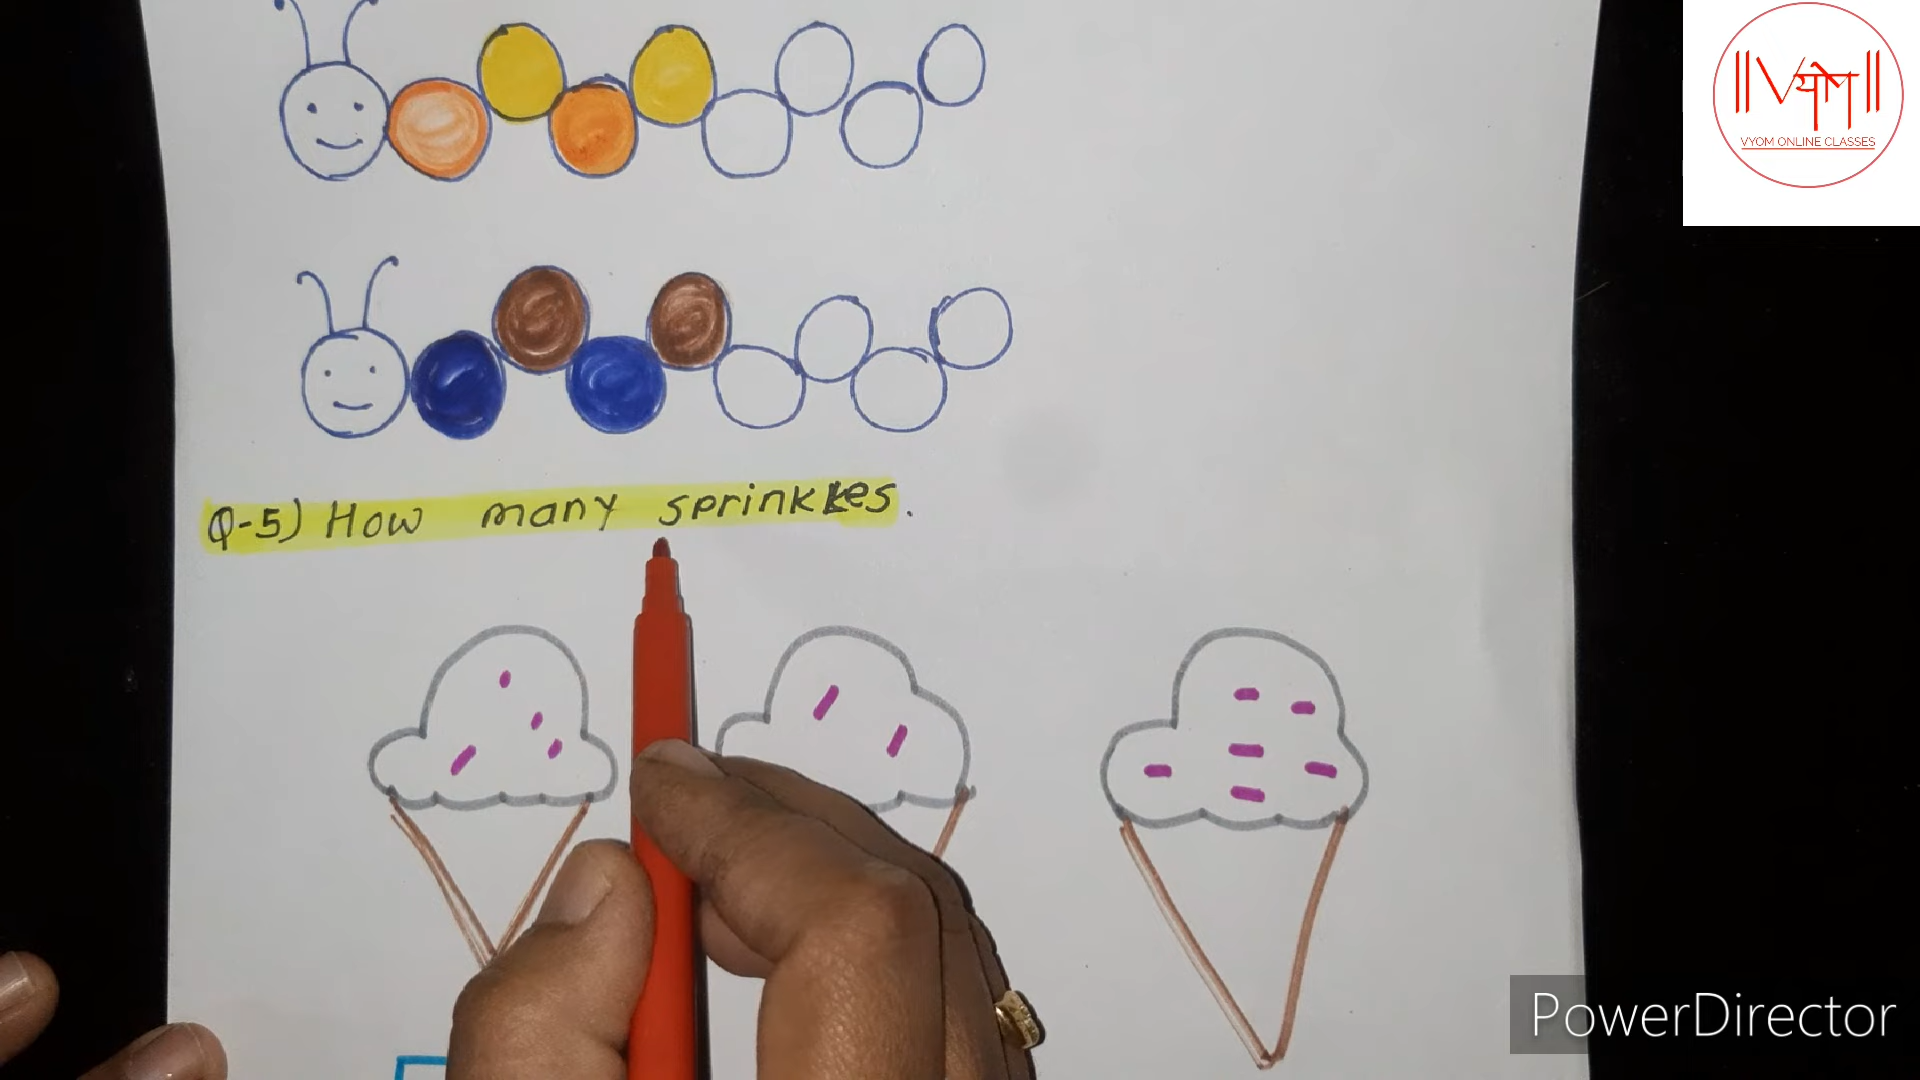 ||व्योम||
VYOM ONLINE CLASSES
Q-5) How many sprinkles.
PowerDirector